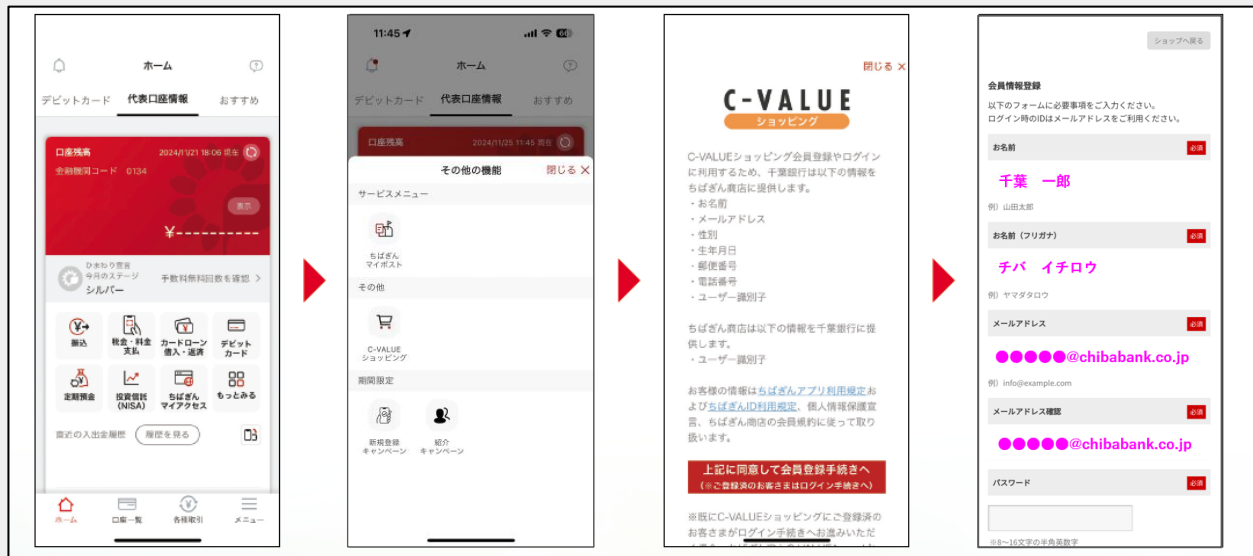 ホーム
デビットカード 代表口座情報 おすすめ
口座残高 2024/11/21 18:06 現在
金融機関コード 0134
表示
¥----------
ひまわり宣言
今月のステージ
シルバー
手数料無料回数を確認 >
振込
税金・料金
支払
カードローン
借入・返済
デビット
カード
定期預金
投資信託
(NISA)
ちばぎん
マイアクセス
もっとみる
直近の入出金履歴 履歴を見る
ホーム 口座一覧 各種取引 メニュー
11:45
66
ホーム
デビットカード 代表口座情報 おすすめ
口座残高 2024/11/25 11:45 現在
その他の機能 閉じる ×
サービスメニュー
ちばぎん
マイポスト
その他
C-VALUE
ショッピング
期間限定
新規登録
キャンペーン
紹介
キャンペーン
閉じる ×
C-VALUE
ショッピング
C-VALUEショッピング会員登録やログイン
に利用するため、千葉銀行は以下の情報を
ちばぎん商店に提供します。
・お名前
・メールアドレス
・性別
・生年月日
・郵便番号
・電話番号
・ユーザー識別子
ちばぎん商店は以下の情報を千葉銀行に提
供します。
・ユーザー識別子
お客様の情報はちばぎんアプリ利用規定お
よびちばぎんID利用規定、個人情報保護宣
言、ちばぎん商店の会員規約に従って取り
扱います。
上記に同意して会員登録手続きへ
(※ご登録済のお客さまはログイン手続きへ)
※既にC-VALUEショッピングにご登録済の
お客さまがログイン手続きへお進みいただ
ショップへ戻る
会員情報登録
以下のフォームに必要事項をご入力ください。
ログイン時のIDはメールアドレスをご利用ください。
お名前 必須
千葉 一郎
例）山田太郎
お名前（フリガナ） 必須
チバ イチロウ
例）ヤマダタロウ
メールアドレス 必須
●●●●●@chibabank.co.jp
例）info@example.com
メールアドレス確認 必須
●●●●●@chibabank.co.jp
パスワード 必須
※8～16文字の半角英数字